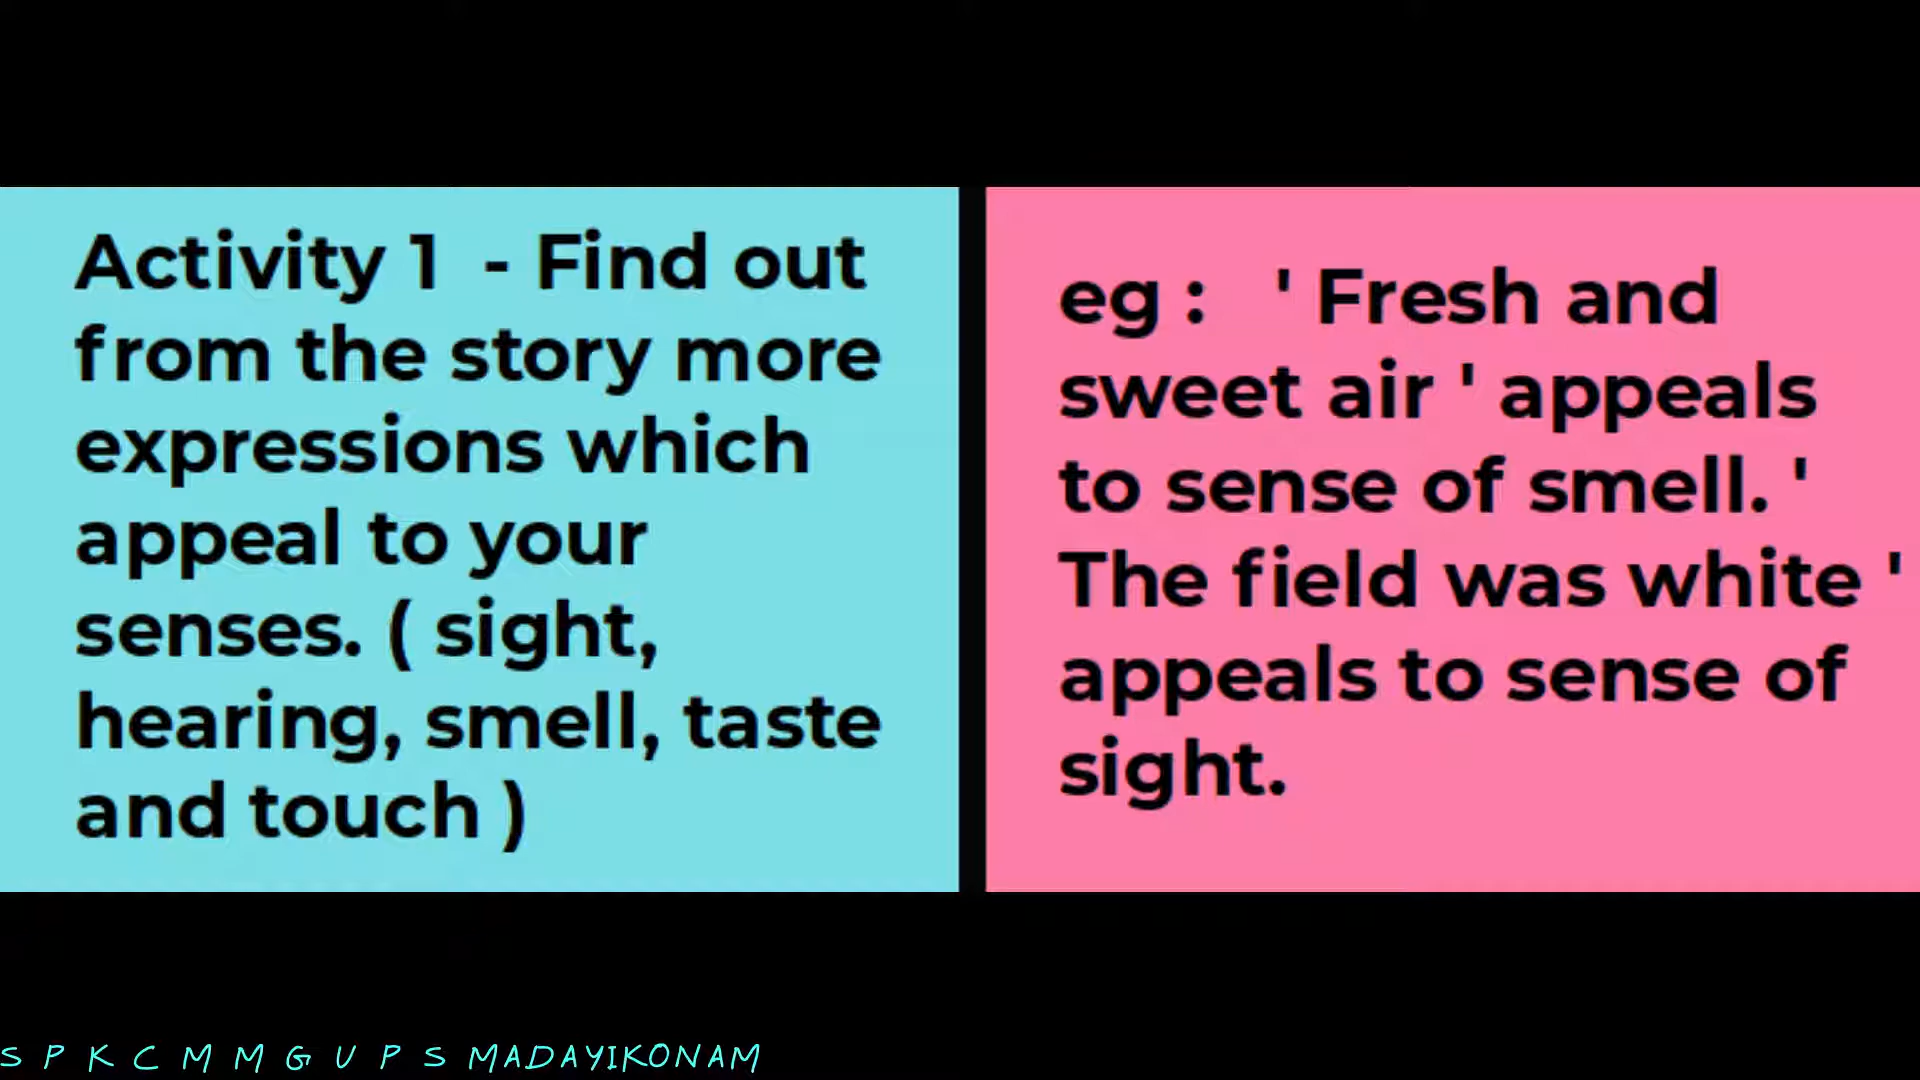 Activity 1 - Find out
from the story more
expressions which
appeal to your
senses. ( sight,
hearing, smell, taste
and touch )
eg : ' Fresh and
sweet air ' appeals
to sense of smell. '
The field was white '
appeals to sense of
sight.
S P K C M M G U P S MADAYIKONAM